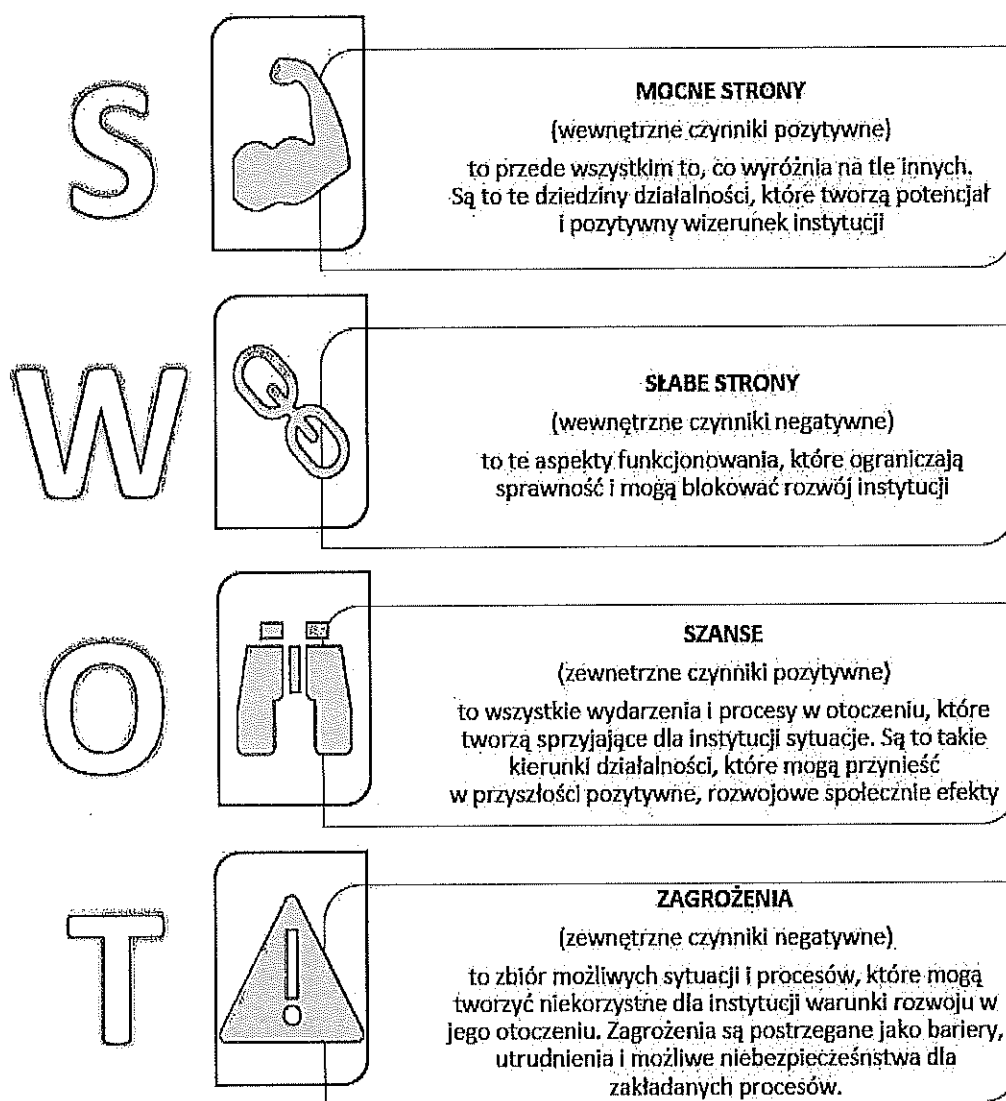 S
MOCNE STRONY
(wewnętrzne czynniki pozytywne)
to przede wszystkim to, co wyróżnia na tle innych.
Są to te dziedziny działalności, które tworzą potencjał
i pozytywny wizerunek instytucji
W
SŁABE STRONY
(wewnętrzne czynniki negatywne)
to te aspekty funkcjonowania, które ograniczają
sprawność i mogą blokować rozwój instytucji
O
SZANSE
(zewnetrzne czynniki pozytywne)
to wszystkie wydarzenia i procesy w otoczeniu, które
tworzą sprzyjające dla instytucji sytuacje. Są to takie
kierunki działalności, które mogą przynieść
w przyszłości pozytywne, rozwojowe społecznie efekty
T
ZAGROŻENIA
(zewnętrzne czynniki negatywne)
to zbiór możliwych sytuacji i procesów, które mogą
tworzyć niekorzystne dla instytucji warunki rozwoju w
jego otoczeniu. Zagrożenia są postrzegane jako bariery,
utrudnienia i możliwe niebezpiecześnstwa dla
zakładanych procesów.